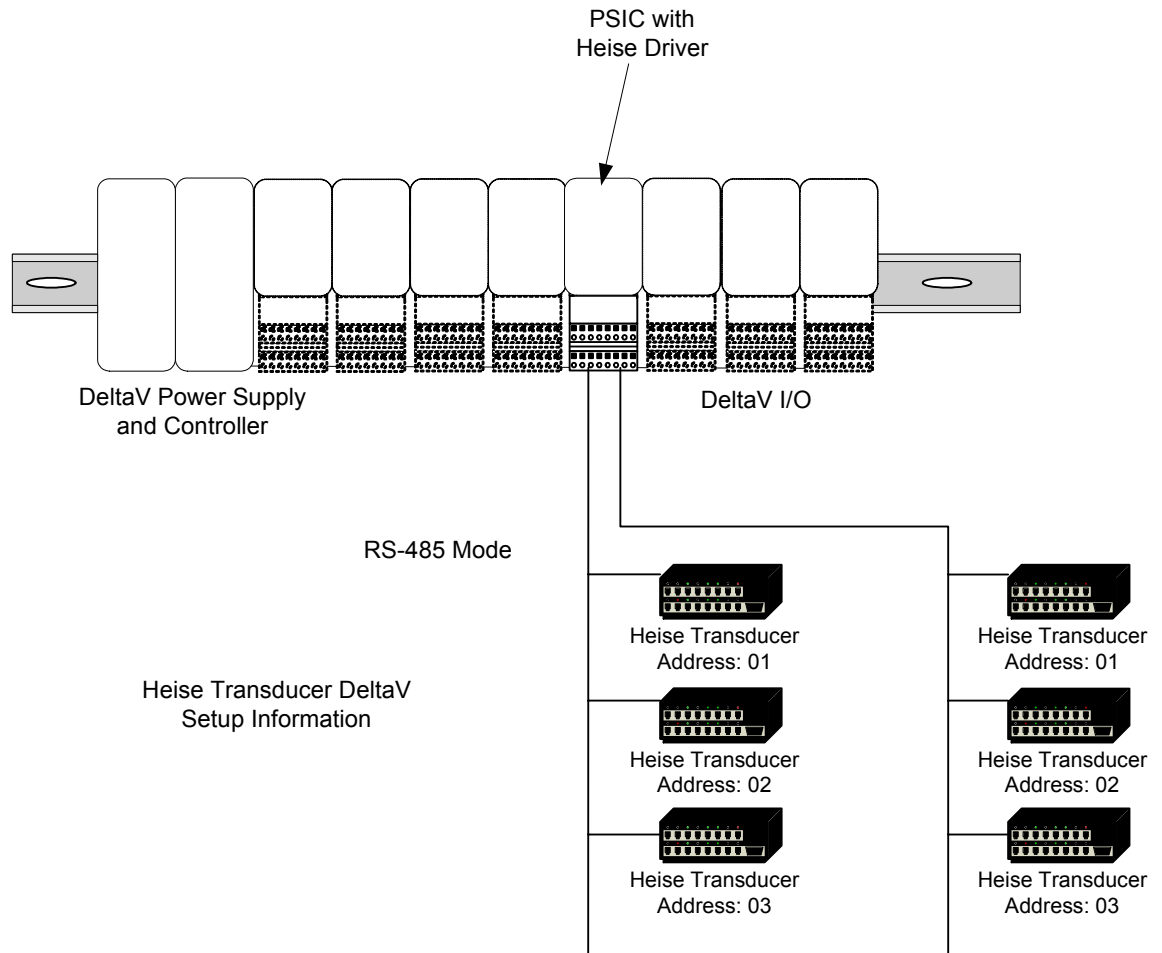 PSIC with
Heise Driver
DeltaV Power Supply
and Controller
DeltaV I/O
RS-485 Mode
Heise Transducer
Address: 01
Heise Transducer
Address: 01
Heise Transducer DeltaV
Setup Information
Heise Transducer
Address: 02
Heise Transducer
Address: 02
Heise Transducer
Address: 03
Heise Transducer
Address: 03